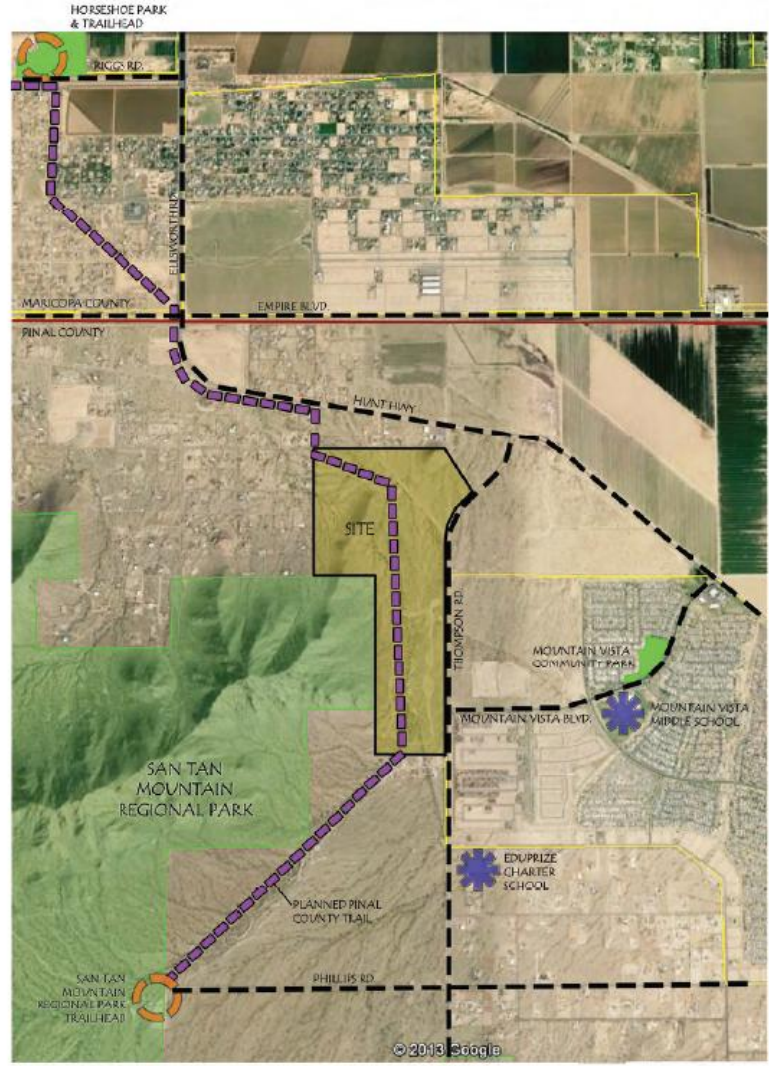 HORSESHOE PARK
& TRAILHEAD
RIGGS RD.
ELLSWORTH RD.
MARICOPA COUNTY
EMPIRE BLVD.
PINAL COUNTY
HUNT HWY
SITE
THOMPSON RD.
MOUNTAIN VISTA
COMMUNITY PARK
MOUNTAIN VISTA BLVD.
MOUNTAIN VISTA
MIDDLE SCHOOL
SAN TAN
MOUNTAIN
REGIONAL PARK
EDUPRIZE
CHARTER
SCHOOL
PLANNED PINAL
COUNTY TRAIL
SAN TAN
MOUNTAIN
REGIONAL PARK
TRAILHEAD
PHILLIPS RD
© 2013 Google